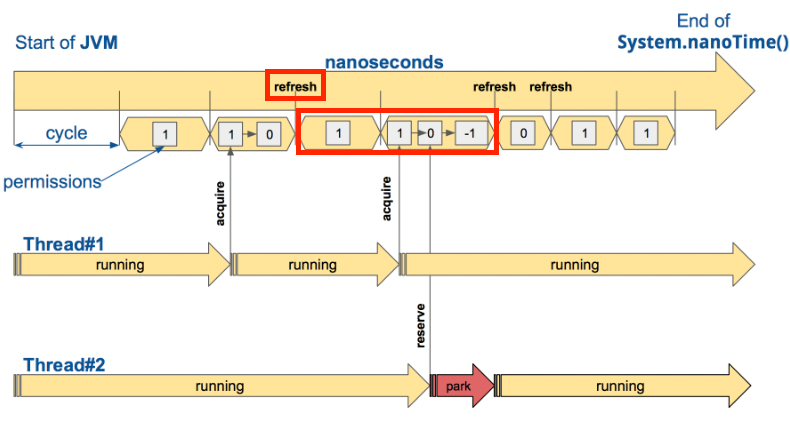 Start of JVM
End of
System.nanoTime()
nanoseconds
refresh
refresh
refresh
cycle
1
1
0
1
1
0
-1
0
1
1
permissions
acquire
acquire
Thread#1
running
running
running
reserve
Thread#2
running
park
running